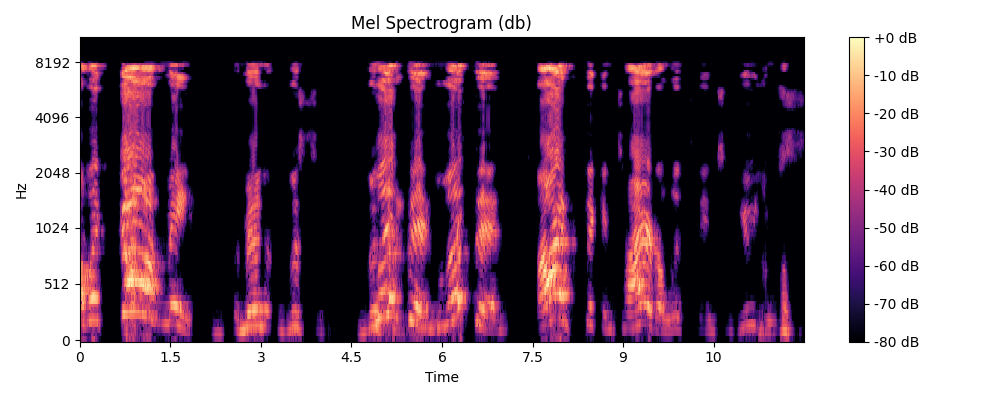 Mel Spectrogram (db)
Hz
8192
4096
2048
1024
512
0
0 1.5 3 4.5 6 7.5 9 10
Time
+0 dB
-10 dB
-20 dB
-30 dB
-40 dB
-50 dB
-60 dB
-70 dB
-80 dB